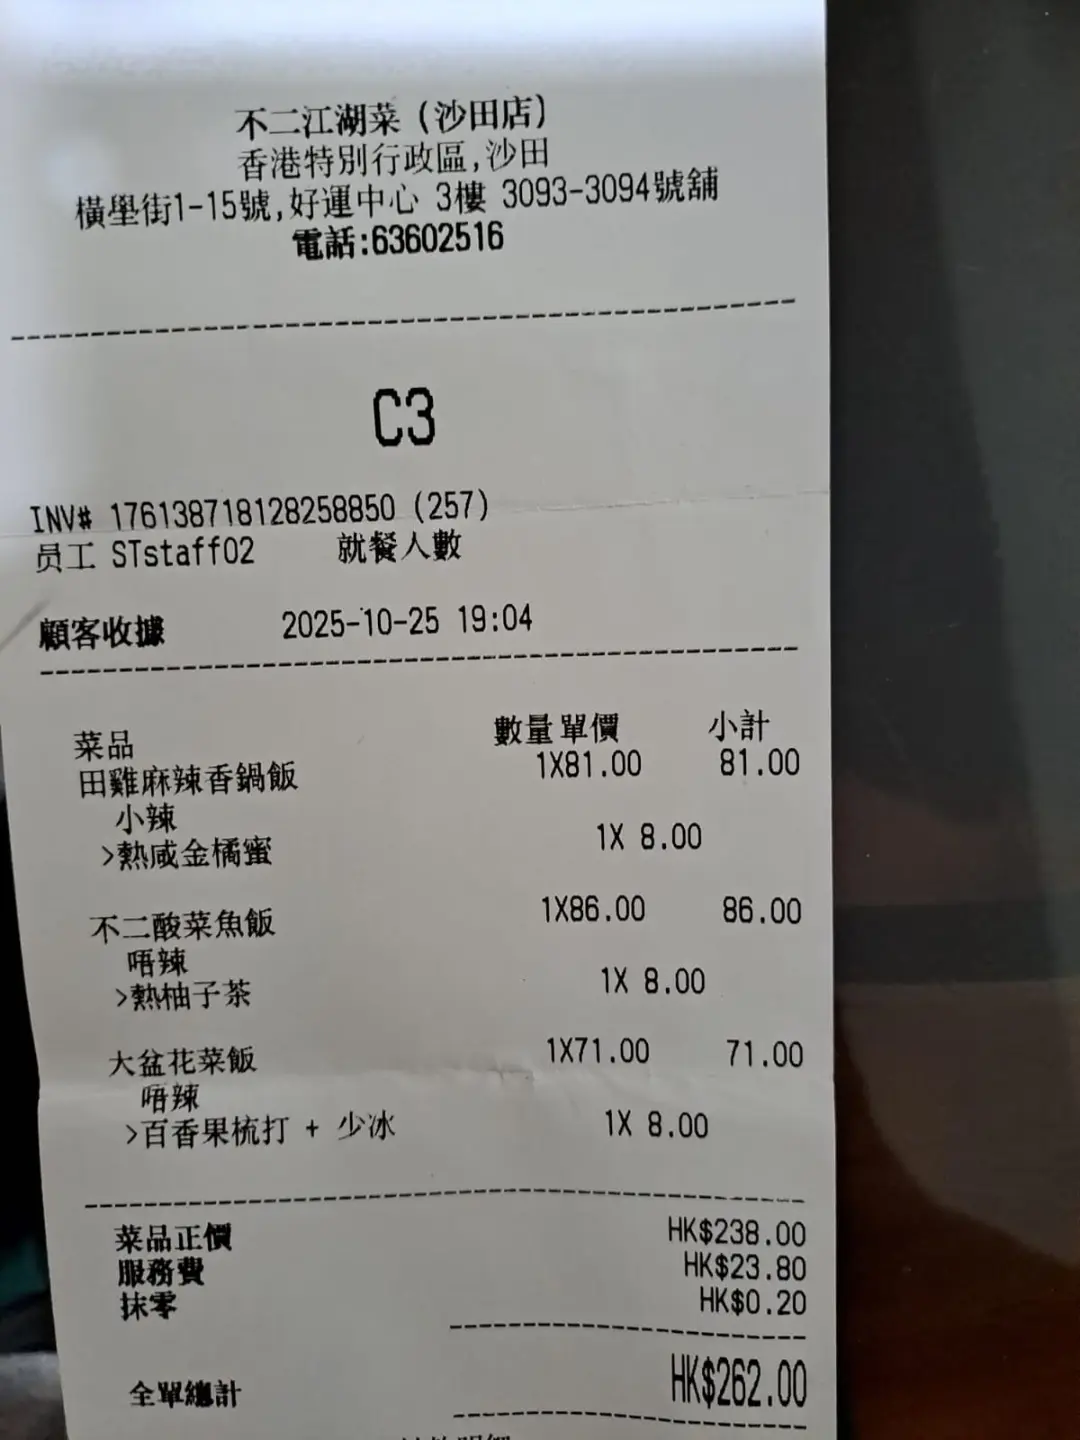 不二江湖菜 (沙田店)
香港特別行政區,沙田
橫學街1-15號,好運中心 3樓 3093-3094號舖
電話:63602516
C3
INV# 176138718128258850 (257)
员工 STstaff02 就餐人數
顧客收據 2025-10-25 19:04
菜品 數量單價 小計
田雞麻辣香鍋飯 1X81.00 81.00
小辣
>熱咸金橘蜜 1X 8.00
不二酸菜魚飯 1X86.00 86.00
唔辣
>熱柚子茶 1X 8.00
大盆花菜飯 1X71.00 71.00
唔辣
>百香果梳打 + 少冰 1X 8.00
菜品正價 HK$238.00
服務費 HK$23.80
抹零 HK$0.20
全單總計 HK$262.00